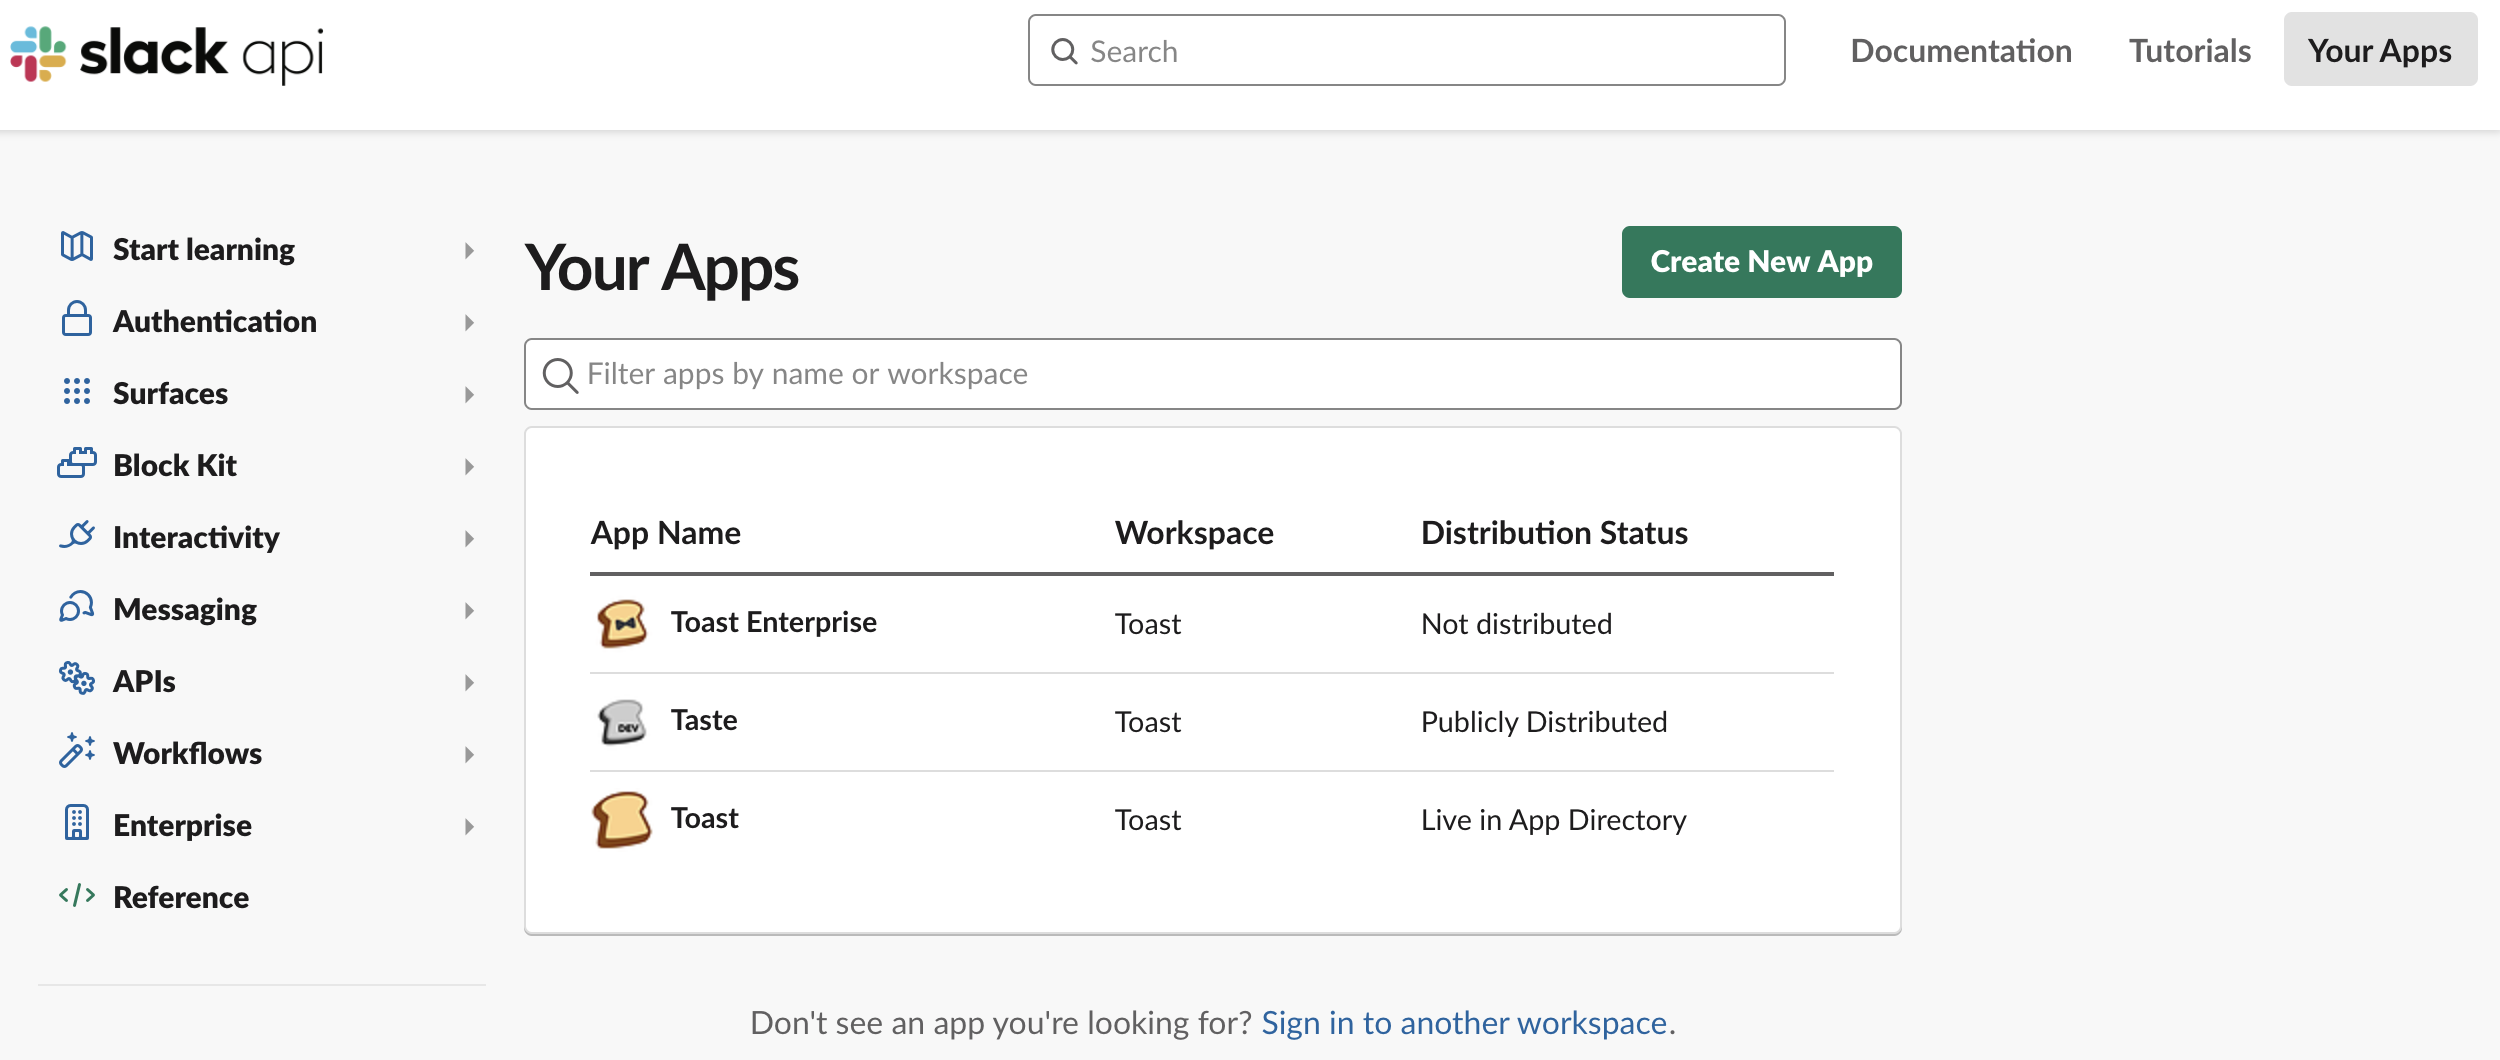 slack api
Search
Documentation
Tutorials
Your Apps
Start learning
Authentication
Surfaces
Block Kit
Interactivity
Messaging
APIs
Workflows
Enterprise
Reference
Your Apps
Create New App
Filter apps by name or workspace
App Name Workspace Distribution Status
Toast Enterprise Toast Not distributed
DEV Taste Toast Publicly Distributed
Toast Toast Live in App Directory
Don't see an app you're looking for? Sign in to another workspace.